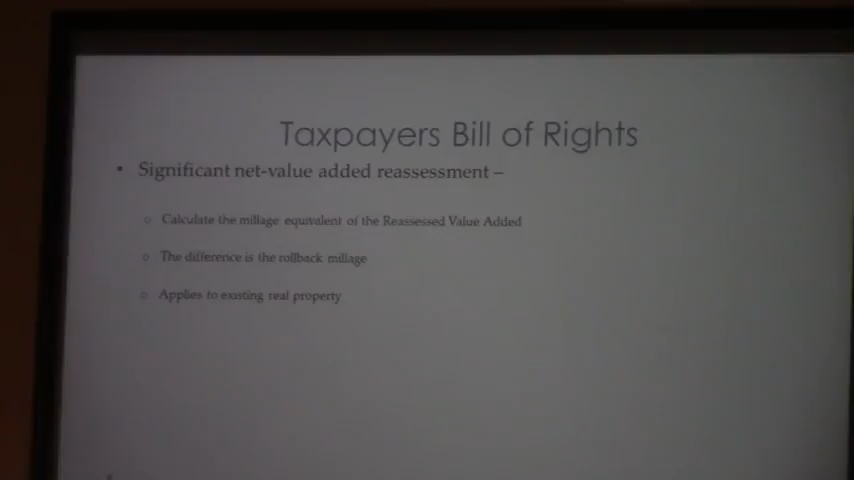 Taxpayers Bill of Rights
• Significant net-value added reassessment –
○ Calculate the millage equivalent of the Reassessed Value Added
○ The difference is the rollback millage
○ Applies to existing real property